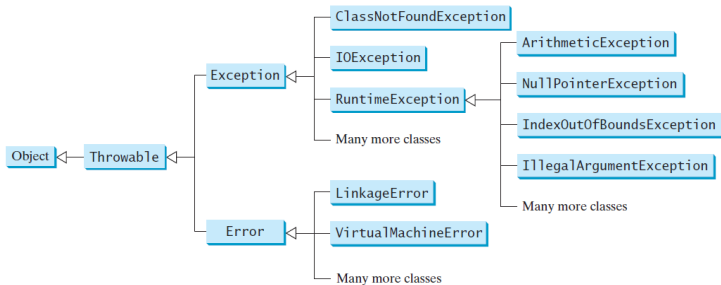 ClassNotFoundException
ArithmeticException
IOException
Exception
NullPointerException
RuntimeException
IndexOutOfBoundsException
Many more classes
Object
Throwable
IllegalArgumentException
LinkageError
Many more classes
Error
VirtualMachineError
Many more classes